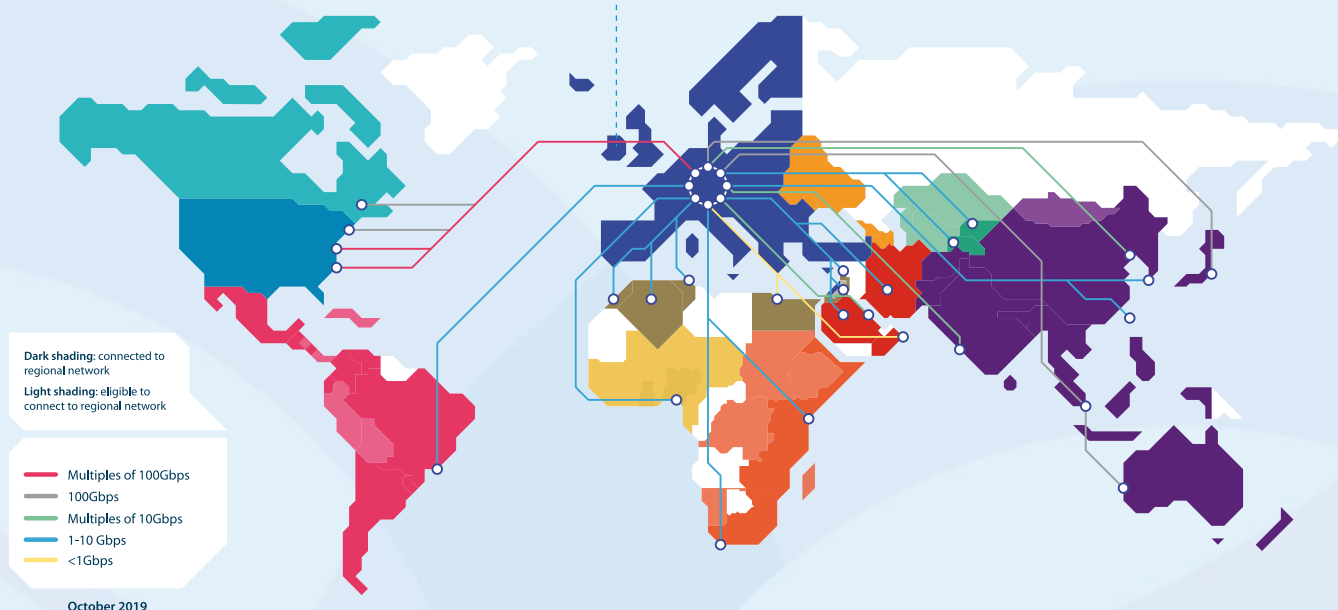 Dark shading: connected to
regional network
Light shading: eligible to
connect to regional network
Multiples of 100Gbps
100Gbps
Multiples of 10Gbps
1-10 Gbps
<1Gbps
October 2019